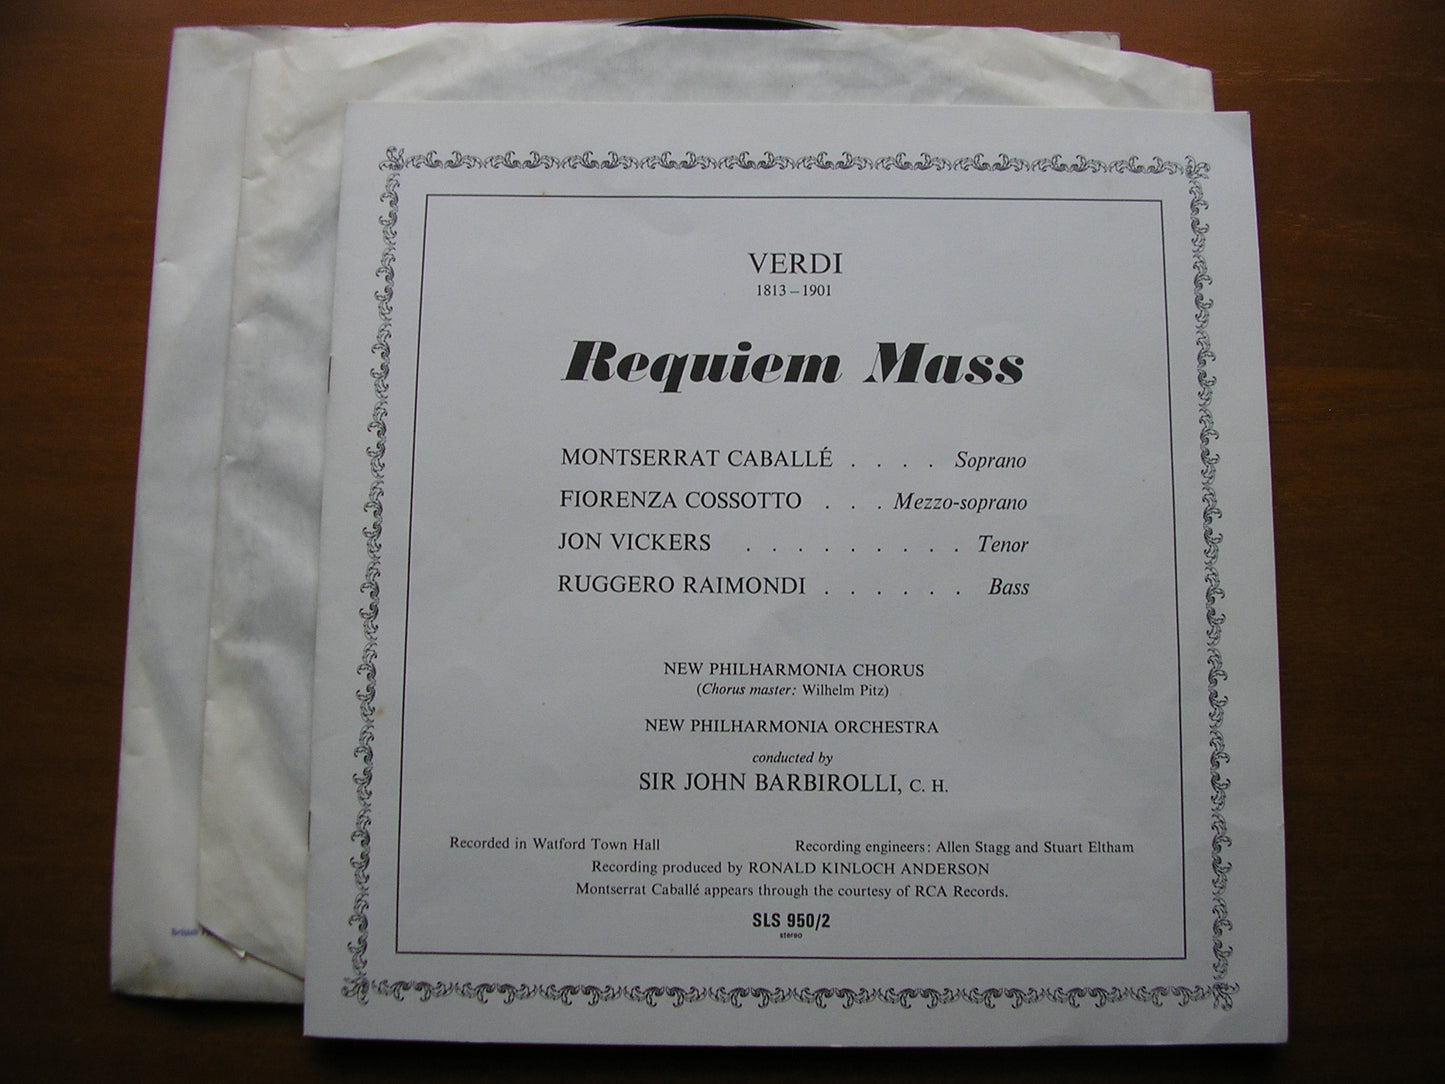 VERDI
1813–1901
Requiem Mass
MONTSERRAT CABALLÉ . . . . Soprano
FIORENZA COSSOTTO . . . Mezzo-soprano
JON VICKERS . . . . . . . . . Tenor
RUGGERO RAIMONDI . . . . . . Bass
NEW PHILHARMONIA CHORUS
(Chorus master: Wilhelm Pitz)
NEW PHILHARMONIA ORCHESTRA
conducted by
SIR JOHN BARBIROLLI, C. H.
Recorded in Watford Town Hall Recording engineers: Allen Stagg and Stuart Eltham
Recording produced by RONALD KINLOCH ANDERSON
Montserrat Caballé appears through the courtesy of RCA Records.
SLS 950/2
stereo